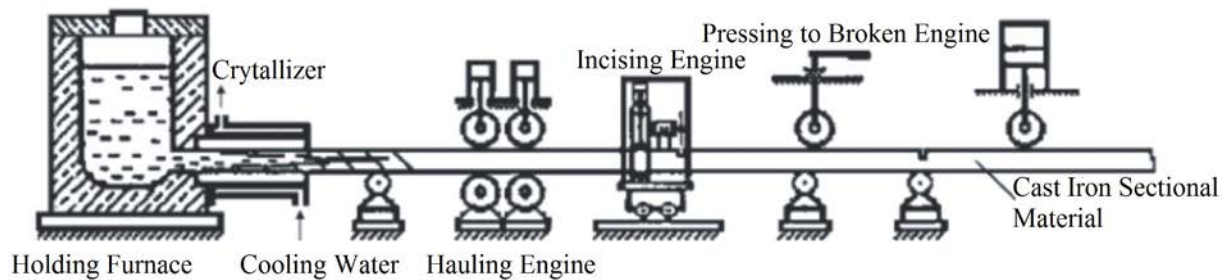 Pressing to Broken Engine
Incising Engine
Crytallizer
Cast Iron Sectional
Material
Holding Furnace
Cooling Water
Hauling Engine